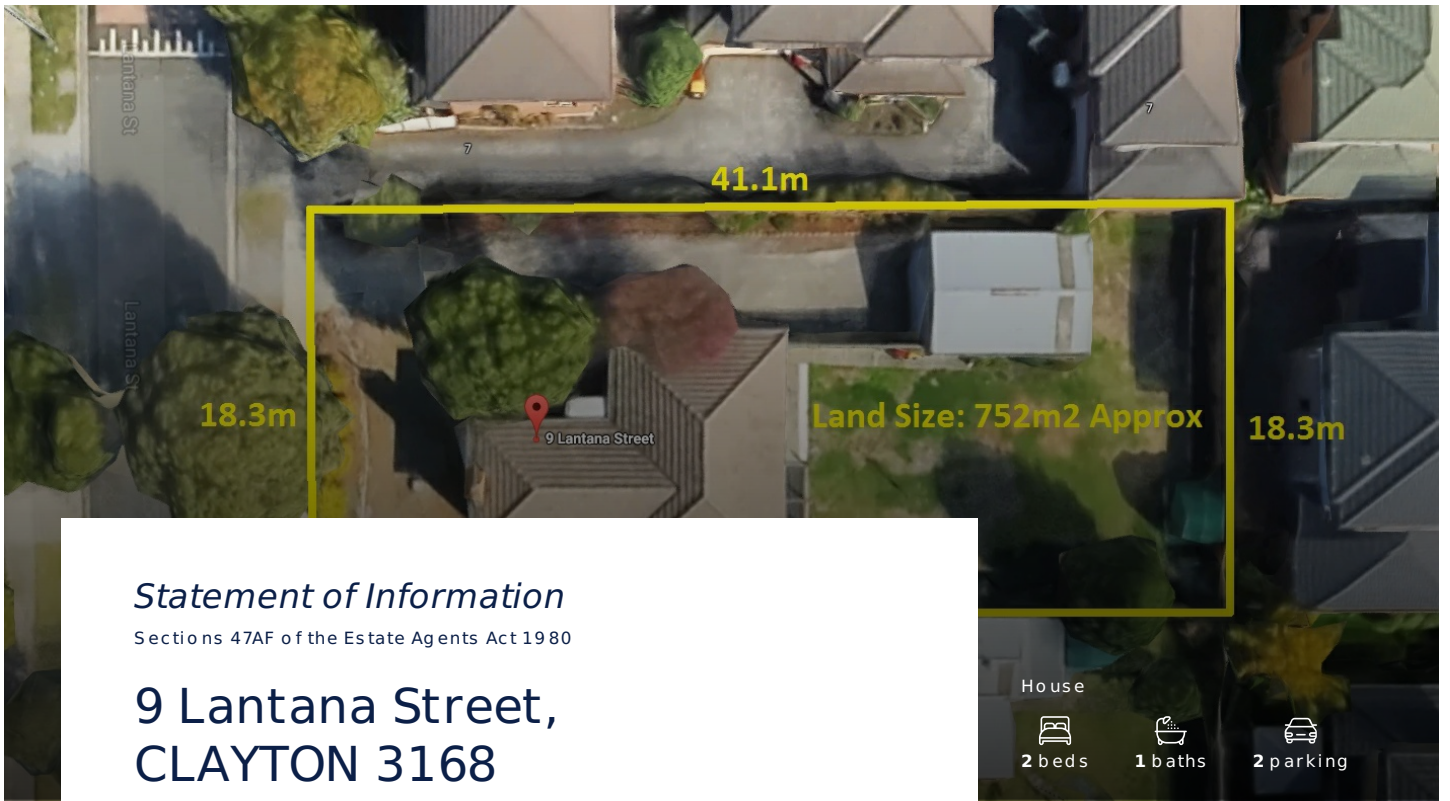 Lantana St
7
7
41.1m
Lantana St
18.3m
9 Lantana Street
Land Size: 752m2 Approx
18.3m
Statement of Information
Sections 47AF of the Estate Agents Act 1980
9 Lantana Street,
CLAYTON 3168
House
2 beds
1 baths
2 parking